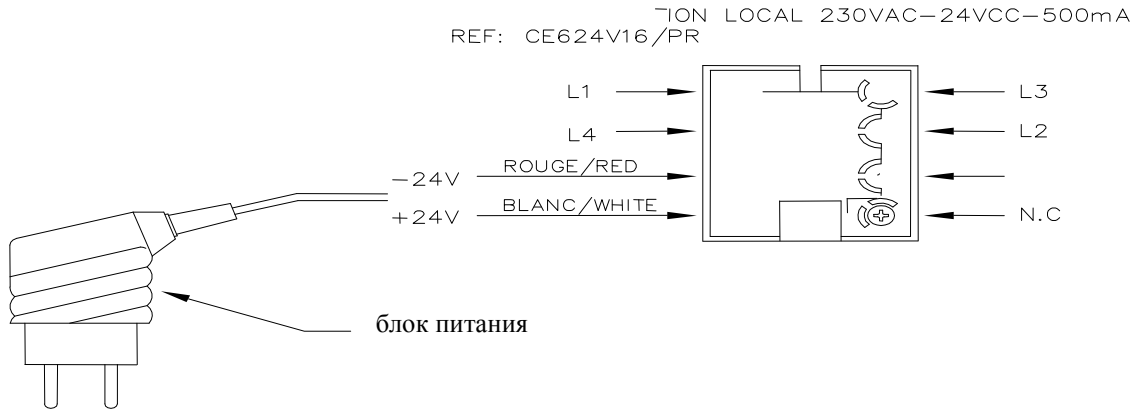 ION LOCAL 230VAC-24VCC-500mA
REF: CE624V16/PR
L1
L3
L4
L2
-24V
ROUGE/RED
+24V
BLANC/WHITE
N.C
блок питания